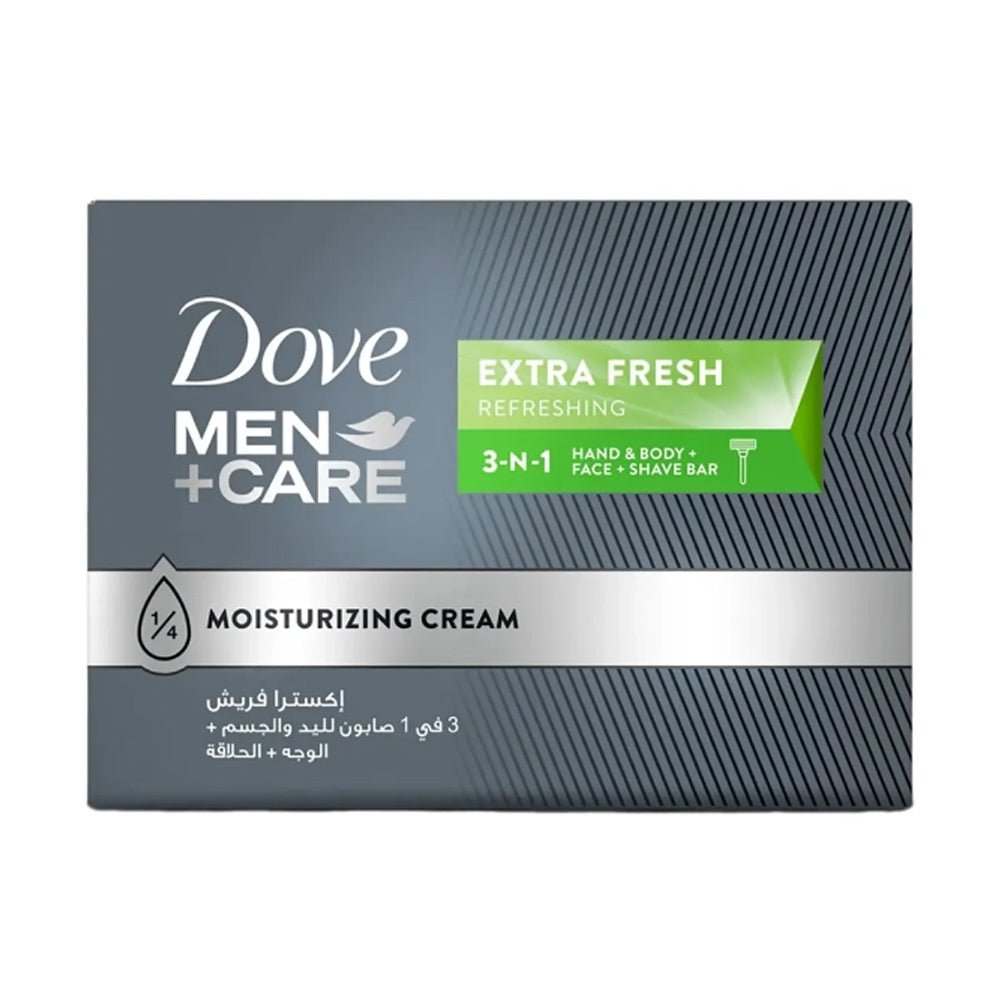 Dove
MEN
+CARE
EXTRA FRESH
REFRESHING
3-N-1
HAND & BODY +
FACE + SHAVE BAR
1/4
MOISTURIZING CREAM
إكسترا فريش
3 في 1 صابون لليد والجسم +
الوجه + الحلاقة